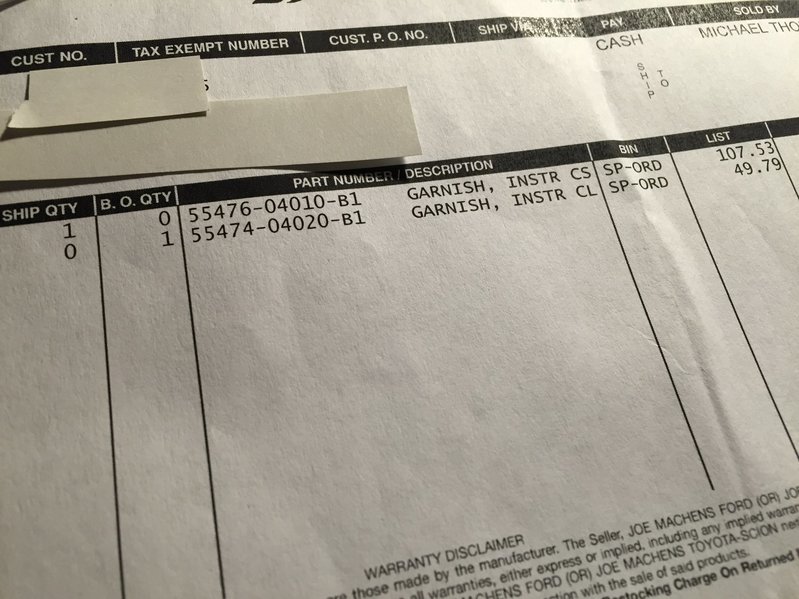 CUST NO. TAX EXEMPT NUMBER CUST. P. O. NO. SHIP PAY SOLD BY
CASH MICHAEL
SHIP TO
SHIP QTY B. O. QTY PART NUMBER / DESCRIPTION BIN LIST
1 0 55476-04010-B1 GARNISH, INSTR CS SP-ORD 107.53
0 1 55474-04020-B1 GARNISH, INSTR CL SP-ORD 49.79
WARRANTY DISCLAIMER
those made by the manufacturer. The Seller, JOE MACHENS FORD (OR) JOE
all warranties, either express or implied, including any implied
MACHENS FORD (OR) JOE MACHENS TOYOTA-SCION
with the sale of said products.
Restocking Charge On Returned